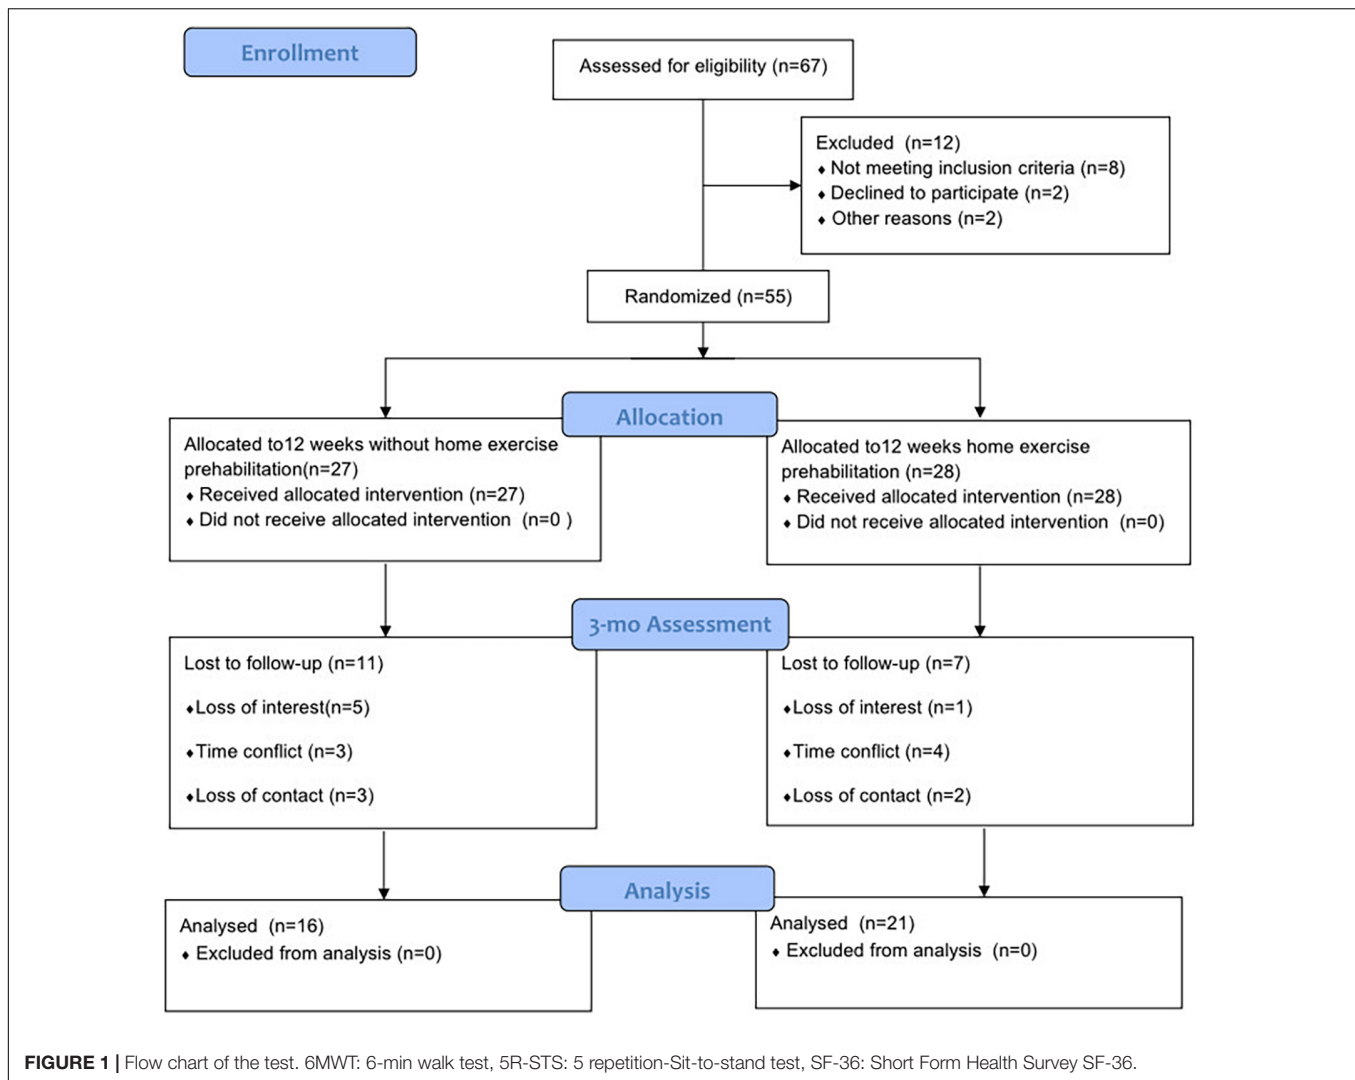 Enrollment
Assessed for eligibility (n=67)
Excluded (n=12)
♦ Not meeting inclusion criteria (n=8)
♦ Declined to participate (n=2)
♦ Other reasons (n=2)
Randomized (n=55)
Allocation
Allocated to12 weeks without home exercise
prehabilitation(n=27)
♦ Received allocated intervention (n=27)
♦ Did not receive allocated intervention (n=0 )
Allocated to12 weeks home exercise
prehabilitation (n=28)
♦ Received allocated intervention (n=28)
♦ Did not receive allocated intervention (n=0)
3-mo Assessment
Lost to follow-up (n=11)
♦Loss of interest(n=5)
♦Time conflict (n=3)
♦Loss of contact (n=3)
Lost to follow-up (n=7)
♦Loss of interest (n=1)
♦Time conflict (n=4)
♦Loss of contact (n=2)
Analysis
Analysed (n=16)
♦ Excluded from analysis (n=0)
Analysed (n=21)
♦ Excluded from analysis (n=0)
FIGURE 1 | Flow chart of the test. 6MWT: 6-min walk test, 5R-STS: 5 repetition-Sit-to-stand test, SF-36: Short Form Health Survey SF-36.